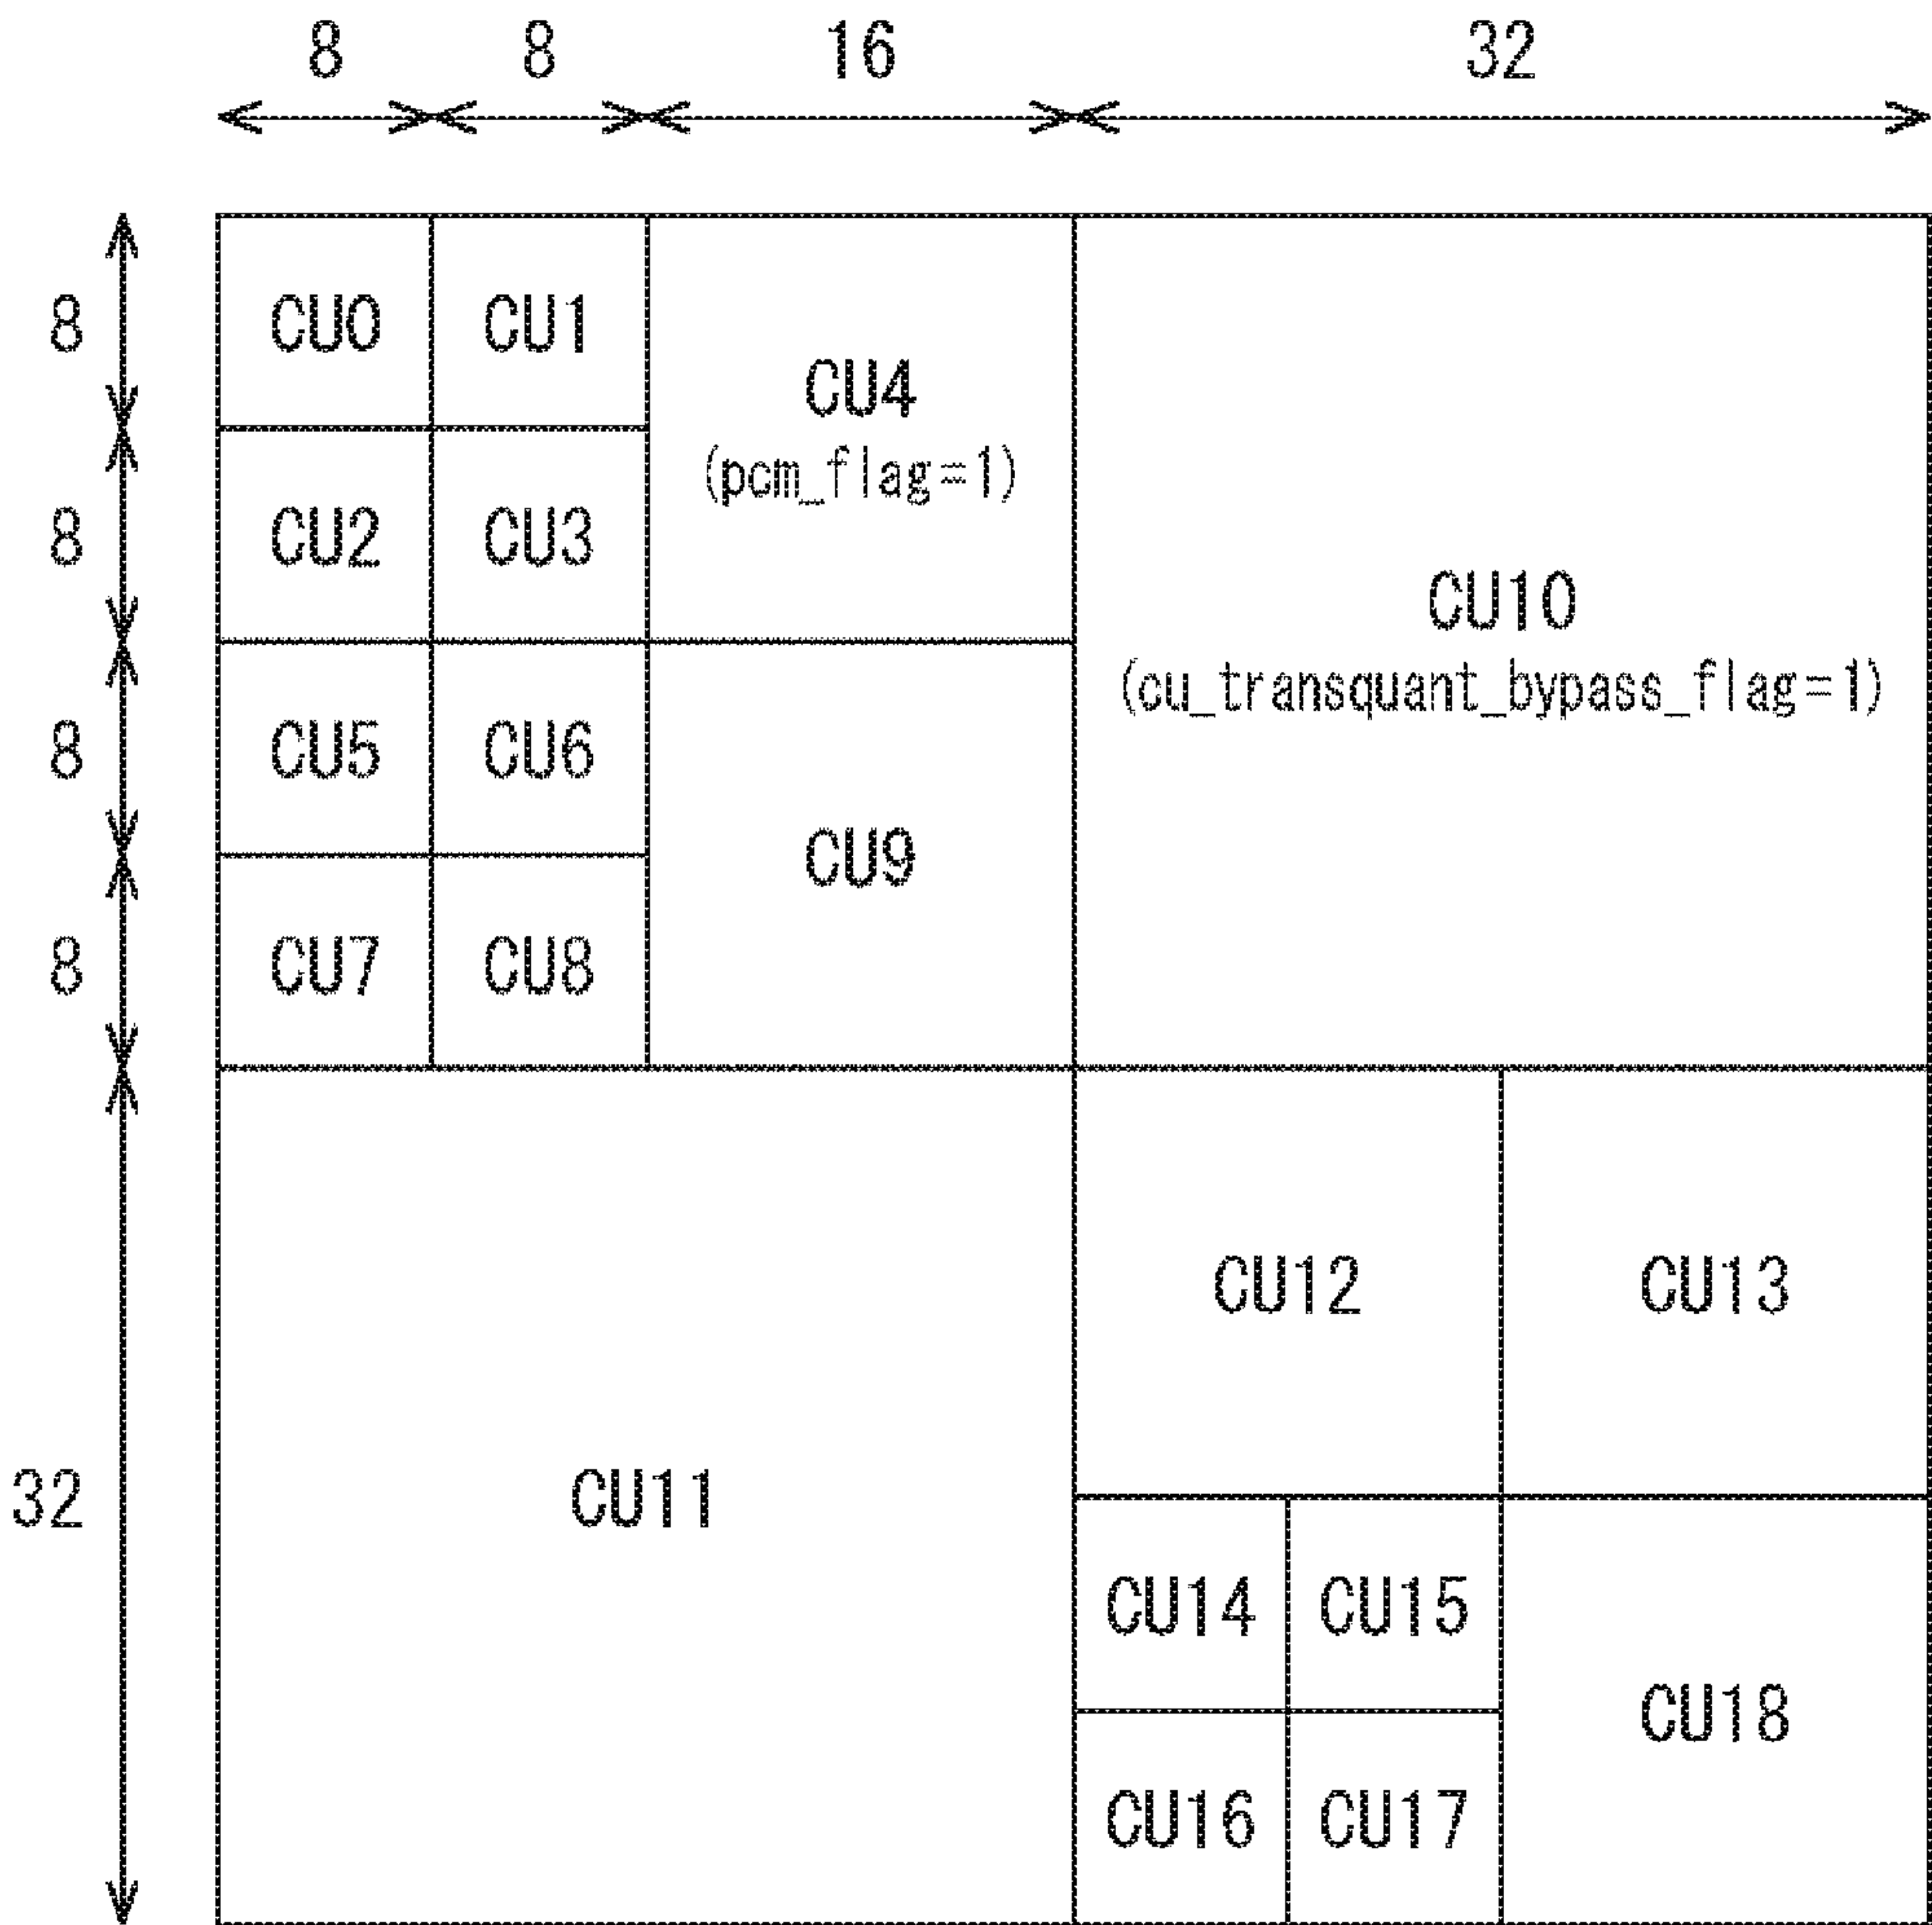 8 8 16 32
8
CU0 CU1
CU4
(pcm_flag=1)
8
CU2 CU3
CU10
(cu_transquant_bypass_flag=1)
8
CU5 CU6
CU9
8
CU7 CU8
32
CU11
CU12 CU13
CU14 CU15
CU18
CU16 CU17